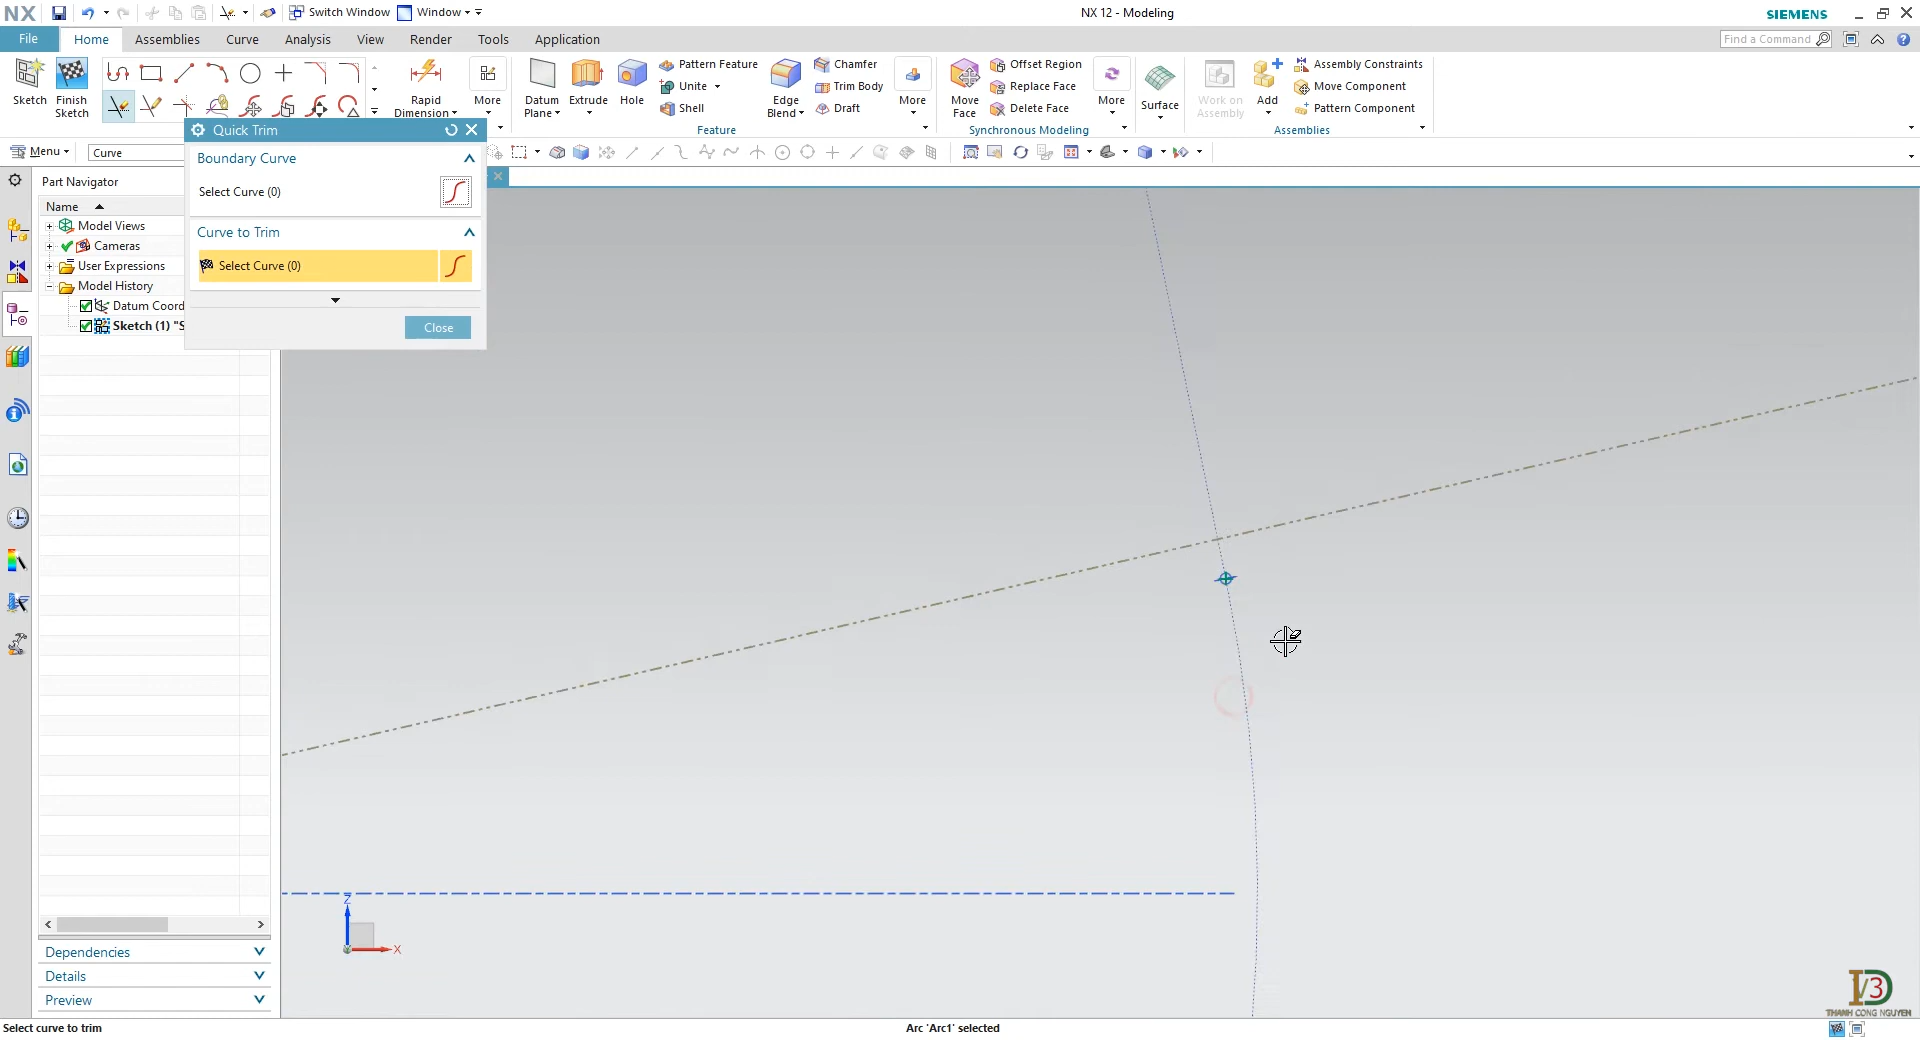 NX
Switch Window
Window
NX 12 - Modeling
SIEMENS
File
Home
Assemblies
Curve
Analysis
View
Render
Tools
Application
Find a Command
Sketch
Finish
Sketch
Rapid
Dimension
More
Datum
Plane
Extrude
Hole
Pattern Feature
Unite
Shell
Edge
Blend
Chamfer
Trim Body
Draft
More
Feature
Move
Face
Offset Region
Replace Face
Delete Face
More
Synchronous Modeling
Surface
Work on
Assembly
Add
Assembly Constraints
Move Component
Pattern Component
Assemblies
Menu
Curve
Quick Trim
Boundary Curve
Select Curve (0)
Curve to Trim
Select Curve (0)
Close
Part Navigator
Name
Model Views
Cameras
User Expressions
Model History
Datum Coord
Sketch (1) "S
Dependencies
Details
Preview
Z
X
Y
I/3D
THANH CONG NGUYEN
Select curve to trim
Arc 'Arc1' selected